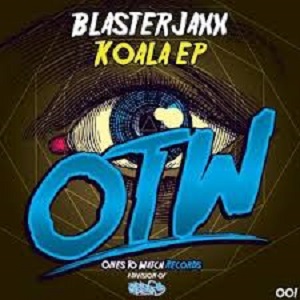 BLASTERJAXX
KOALA EP
OTW
ONES TO WATCH RECORDS
A DIVISION OF
001